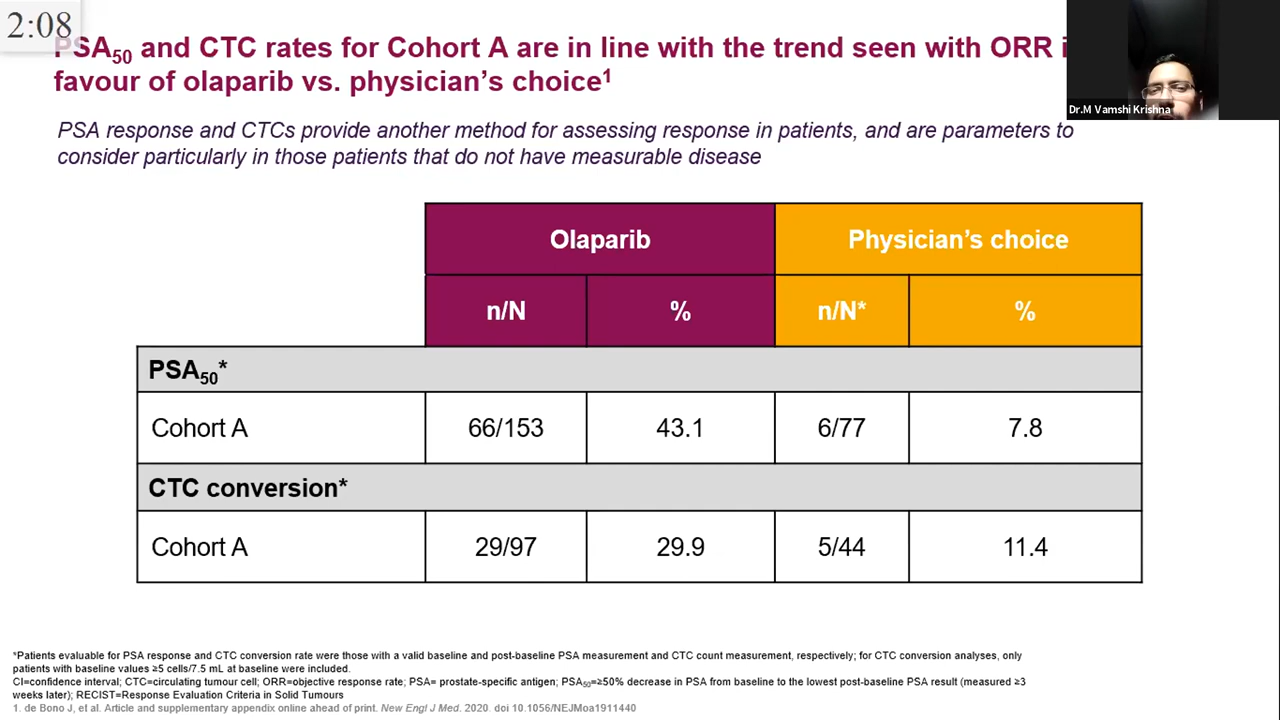 2:08
PSA50 and CTC rates for Cohort A are in line with the trend seen with ORR i
favour of olaparib vs. physician's choice1
Dr.M Vamshi Krishna
PSA response and CTCs provide another method for assessing response in patients, and are parameters to
consider particularly in those patients that do not have measurable disease
Olaparib Physician's choice
n/N % n/N* %
PSA50*
Cohort A 66/153 43.1 6/77 7.8
CTC conversion*
Cohort A 29/97 29.9 5/44 11.4
*Patients evaluable for PSA response and CTC conversion rate were those with a valid baseline and post-baseline PSA measurement and CTC count measurement, respectively; for CTC conversion analyses, only
patients with baseline values ≥5 cells/7.5 mL at baseline were included.
CI=confidence interval; CTC=circulating tumour cell; ORR=objective response rate; PSA= prostate-specific antigen; PSA50=≥50% decrease in PSA from baseline to the lowest post-baseline PSA result (measured ≥3
weeks later); RECIST=Response Evaluation Criteria in Solid Tumours
1. de Bono J, et al. Article and supplementary appendix online ahead of print. New Engl J Med. 2020. doi 10.1056/NEJMoa1911440